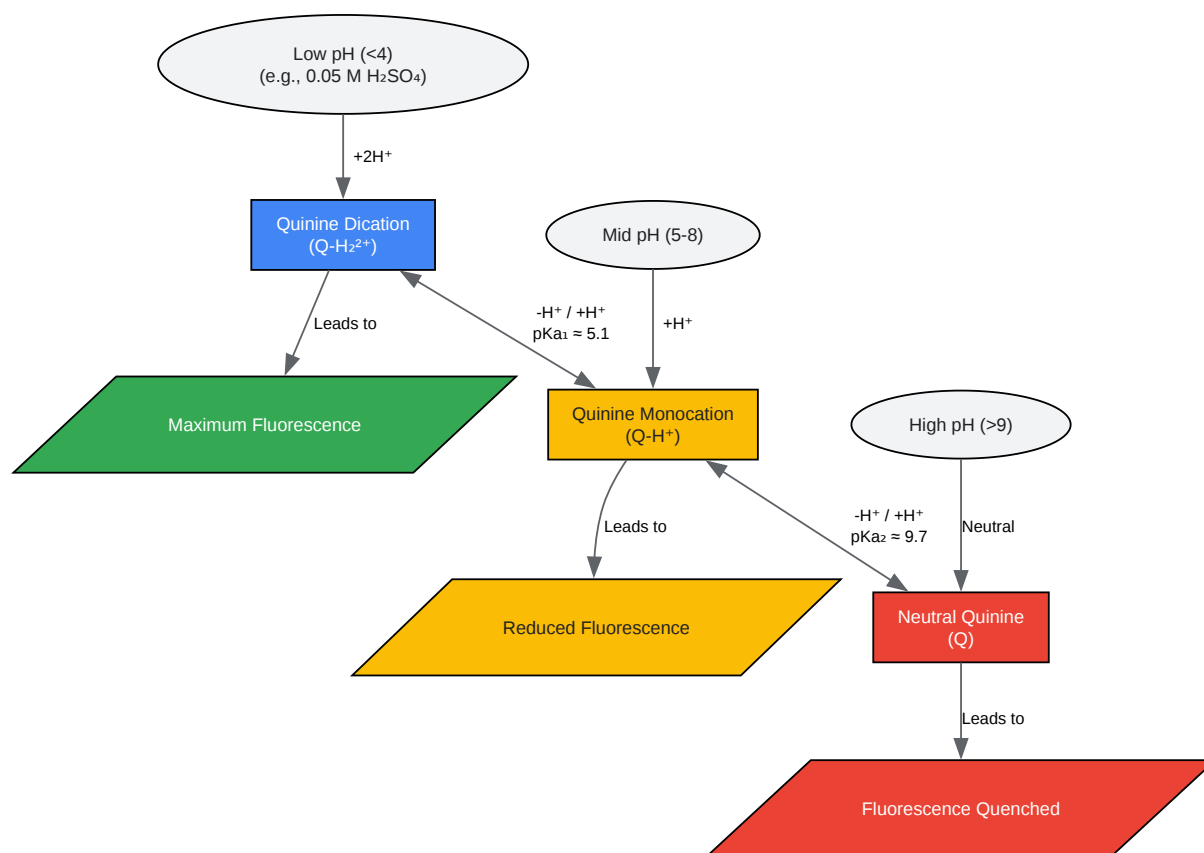 Low pH (<4)
(e.g., 0.05 M H₂SO₄)
+2H⁺
Quinine Dication
(Q-H₂²⁺)
Mid pH (5-8)
Leads to
-H⁺ / +H⁺
pKa₁ ≈ 5.1
+H⁺
Maximum Fluorescence
Quinine Monocation
(Q-H⁺)
High pH (>9)
Leads to
-H⁺ / +H⁺
pKa₂ ≈ 9.7
Neutral
Reduced Fluorescence
Neutral Quinine
(Q)
Leads to
Fluorescence Quenched